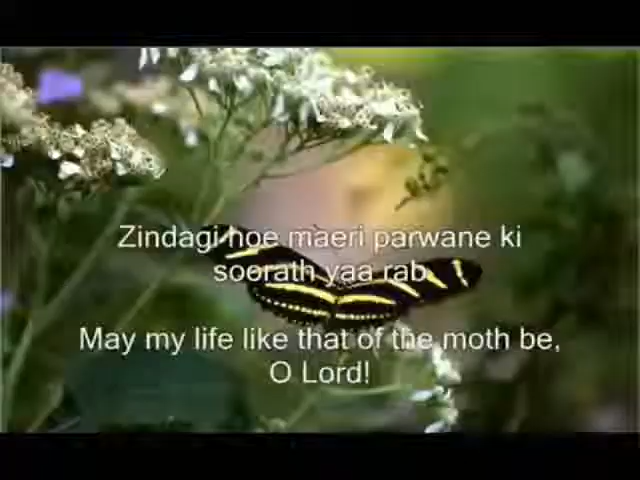 Zindagi hoe maeri parwane ki
soorath yaa rab
May my life like that of the moth be,
O Lord!